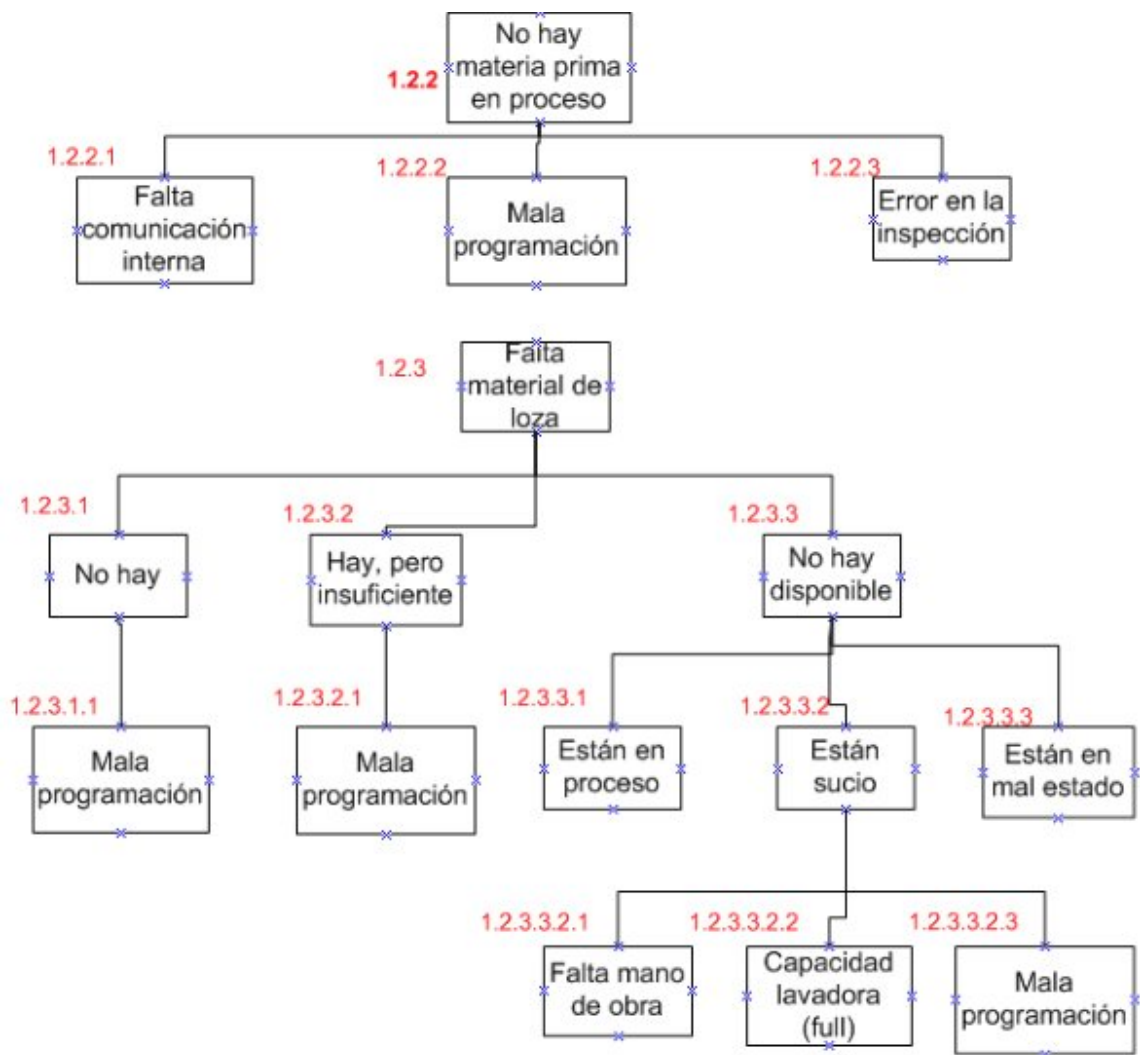 No hay
materia prima
en proceso
1.2.2
1.2.2.1
Falta
comunicación
interna
1.2.2.2
Mala
programación
1.2.2.3
Error en la
inspección
1.2.3
Falta
material de
loza
1.2.3.1
No hay
1.2.3.2
Hay, pero
insuficiente
1.2.3.3
No hay
disponible
1.2.3.1.1
Mala
programación
1.2.3.2.1
Mala
programación
1.2.3.3.1
Están en
proceso
1.2.3.3.2
Están
sucio
1.2.3.3.3
Están en
mal estado
1.2.3.3.2.1
Falta mano
de obra
1.2.3.3.2.2
Capacidad
lavadora
(full)
1.2.3.3.2.3
Mala
programación